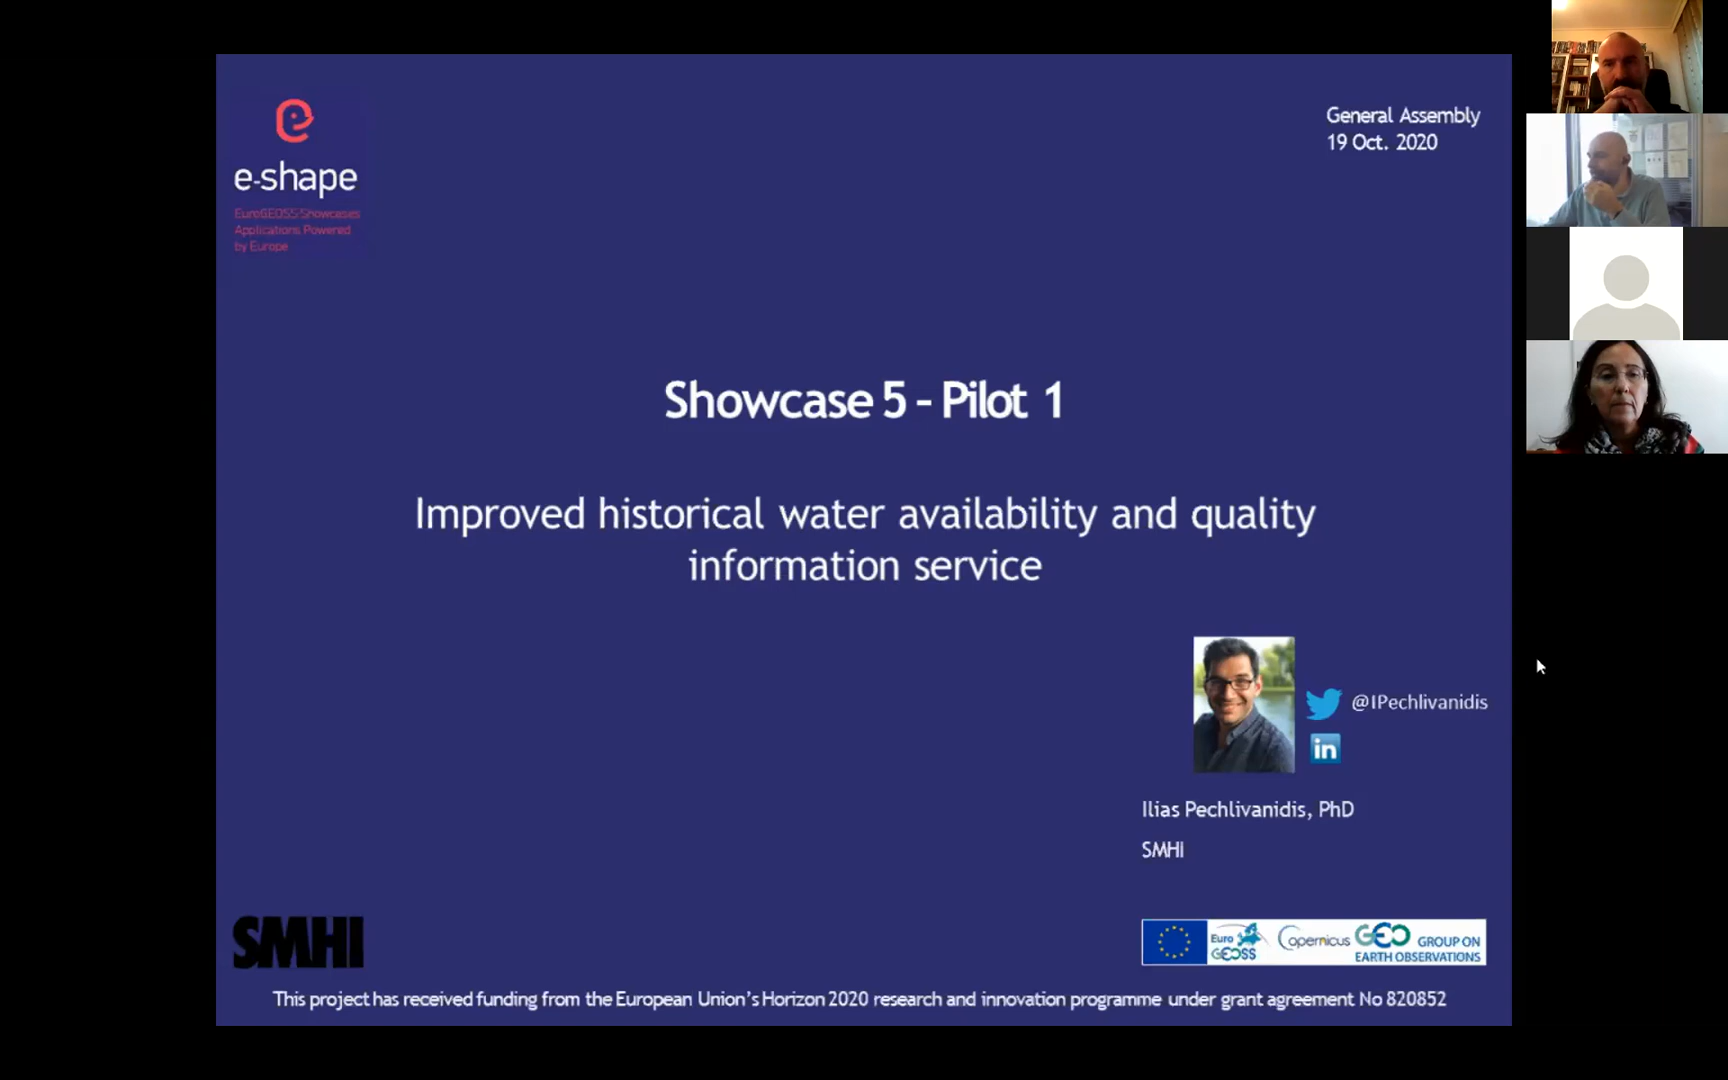 e-shape
EuroGEOSS Showcases
Applications Powered
by Europe
General Assembly
19 Oct. 2020
Showcase 5 - Pilot 1
Improved historical water availability and quality
information service
@IPechlivanidis
in
Ilias Pechlivanidis, PhD
SMHI
SMHI
Euro
GEOSS
Copernicus
GEO
GROUP ON
EARTH OBSERVATIONS
This project has received funding from the European Union's Horizon 2020 research and innovation programme under grant agreement No 820852